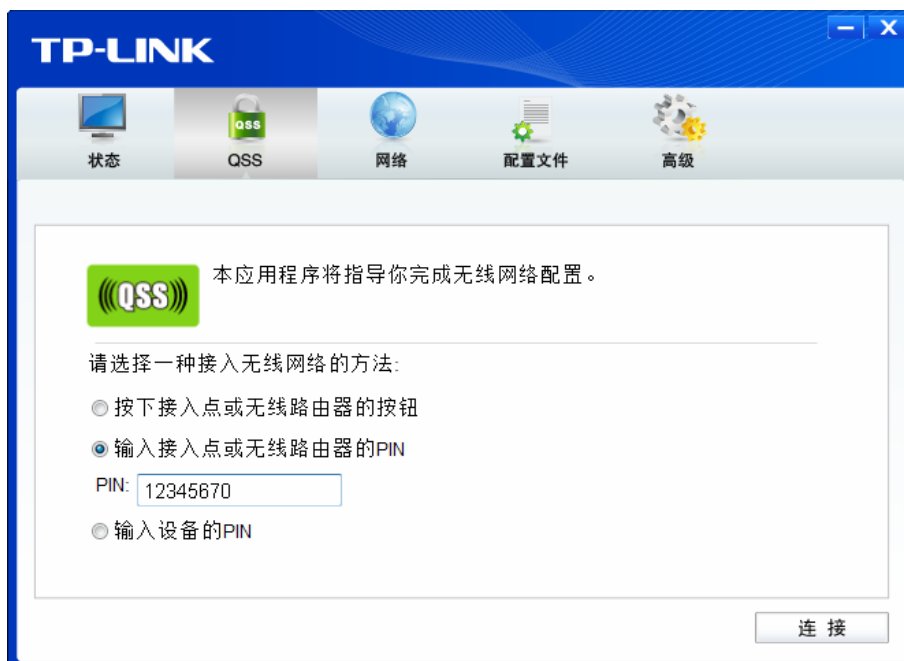 TP-LINK
QSS
状态 QSS 网络 配置文件 高级
QSS
本应用程序将指导你完成无线网络配置。
请选择一种接入无线网络的方法:
按下接入点或无线路由器的按钮
输入接入点或无线路由器的PIN
PIN: 12345670
输入设备的PIN
连 接